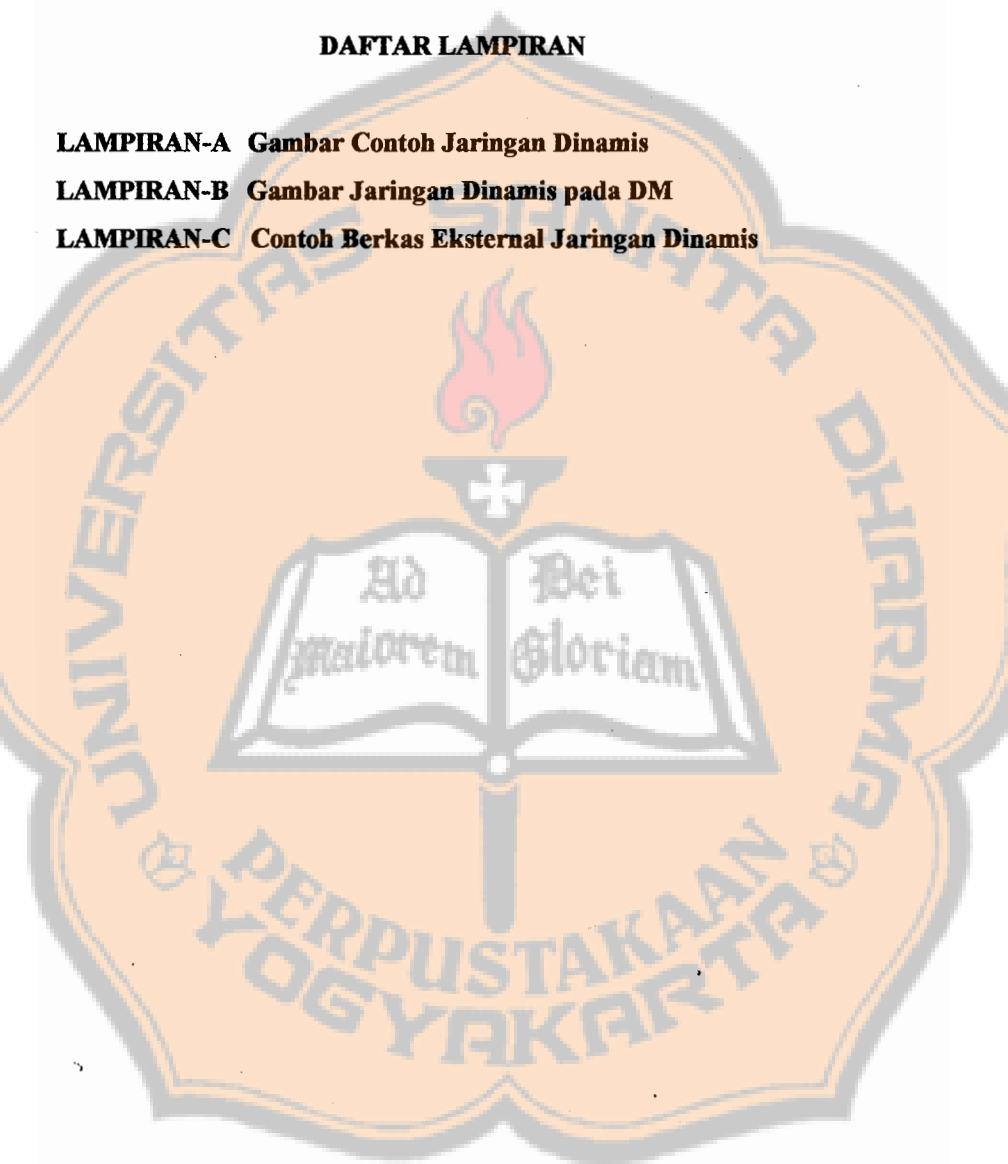 DAFTAR LAMPIRAN
LAMPIRAN-A Gambar Contoh Jaringan Dinamis
LAMPIRAN-B Gambar Jaringan Dinamis pada DM
LAMPIRAN-C Contoh Berkas Eksternal Jaringan Dinamis
UNIVERSITAS SANATA DHARMA
Ad Dei
maiorem Gloriam
PERPUSTAKAAN
YOGYAKARTA